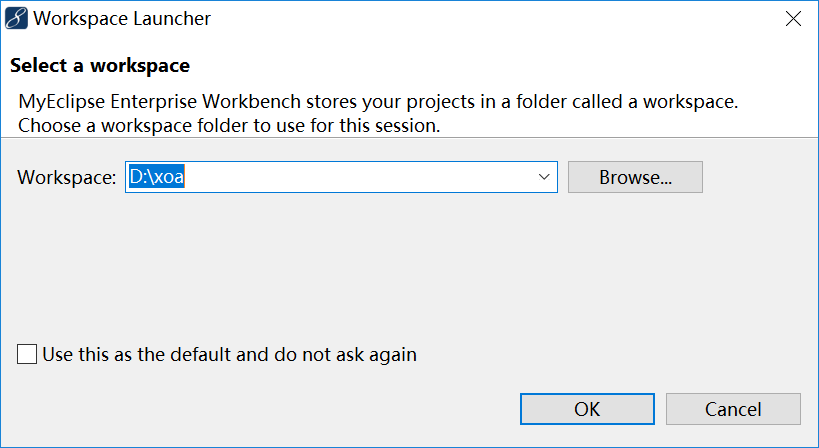 Workspace Launcher
Select a workspace
MyEclipse Enterprise Workbench stores your projects in a folder called a workspace.
Choose a workspace folder to use for this session.
Workspace: D:\xoa Browse...
Use this as the default and do not ask again
OK Cancel